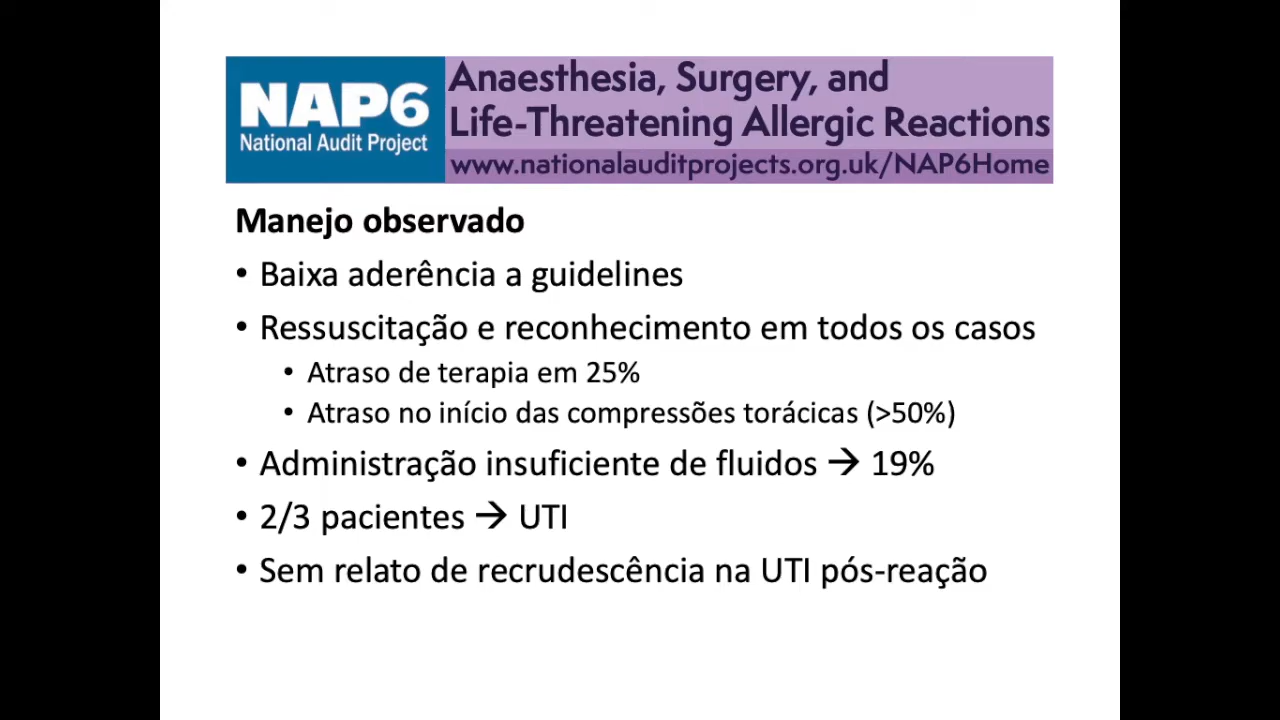 NAP6
National Audit Project
Anaesthesia, Surgery, and
Life-Threatening Allergic Reactions
www.nationalauditprojects.org.uk/NAP6Home
Manejo observado
• Baixa aderência a guidelines
• Ressuscitação e reconhecimento em todos os casos
• Atraso de terapia em 25%
• Atraso no início das compressões torácicas (>50%)
• Administração insuficiente de fluidos → 19%
• 2/3 pacientes → UTI
• Sem relato de recrudescência na UTI pós-reação